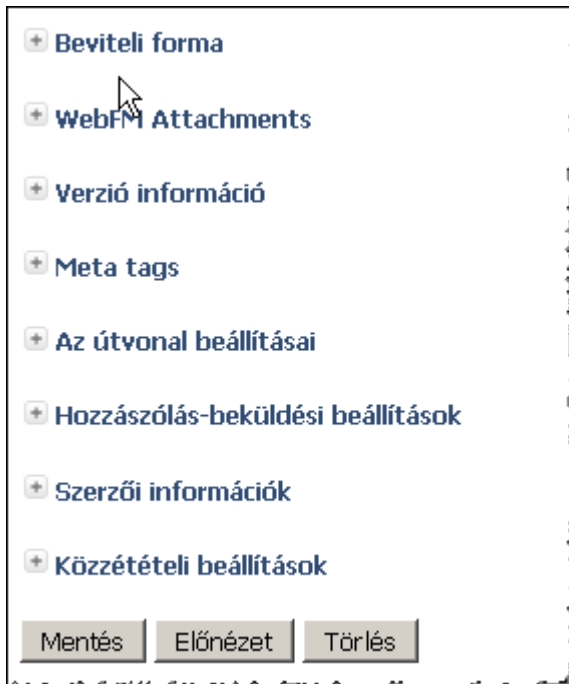 Beviteli forma
WebFM Attachments
Verzió információ
Meta tags
Az útvonal beállításai
Hozzászólás-beküldési beállítások
Szerzői információk
Közzétételi beállítások
Mentés Előnézet Törlés